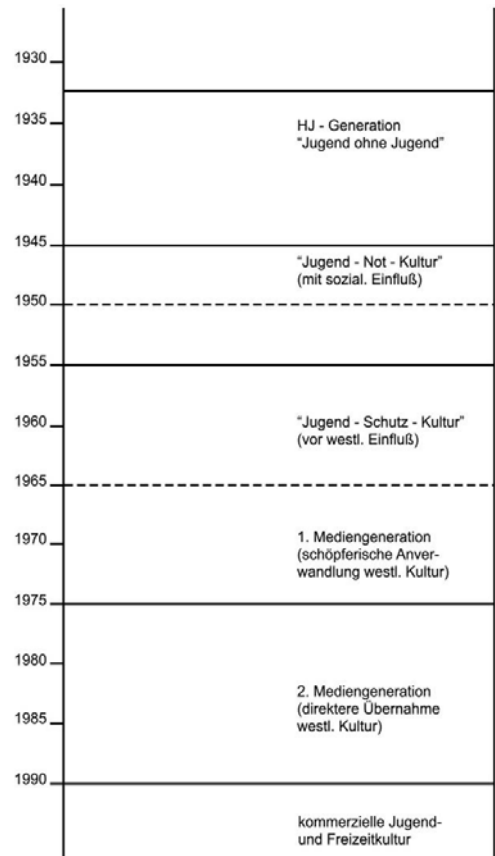 1930
1935
HJ - Generation
"Jugend ohne Jugend"
1940
1945
"Jugend - Not - Kultur"
(mit sozial. Einfluß)
1950
1955
1960
"Jugend - Schutz - Kultur"
(vor westl. Einfluß)
1965
1970
1. Mediengeneration
(schöpferische Anver-
wandlung westl. Kultur)
1975
1980
2. Mediengeneration
(direktere Übernahme
westl. Kultur)
1985
1990
kommerzielle Jugend-
und Freizeitkultur